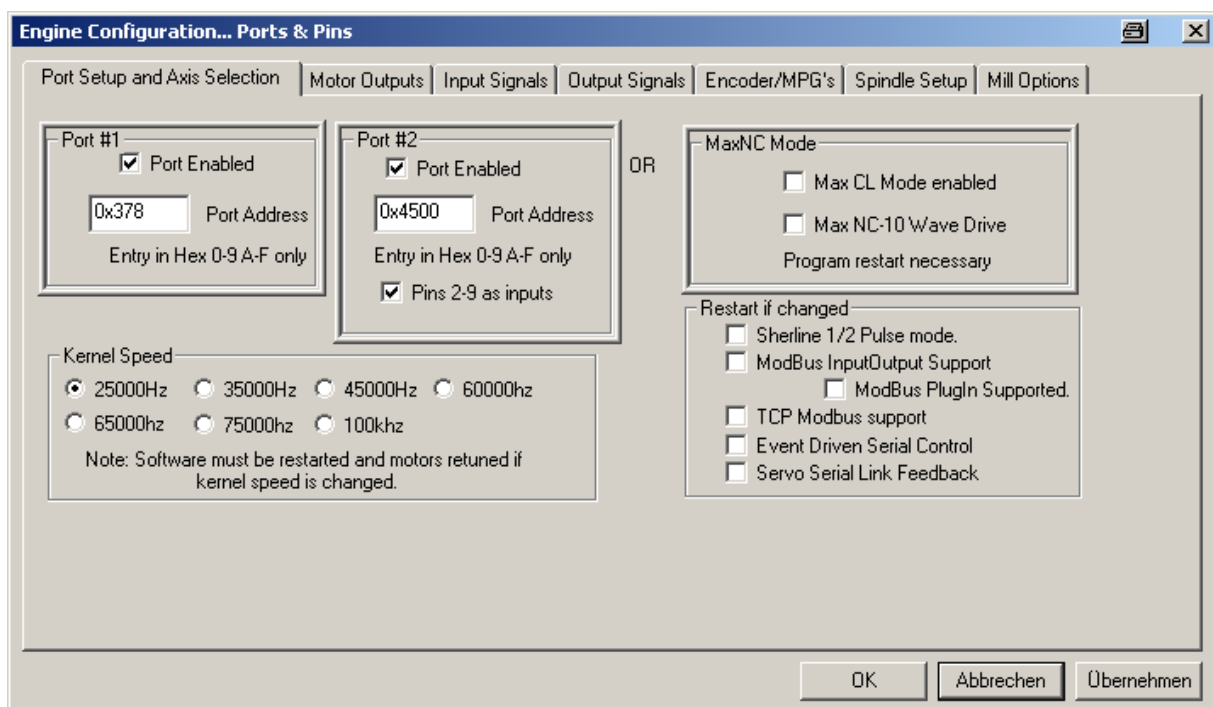 Engine Configuration... Ports & Pins
Port Setup and Axis Selection
Motor Outputs
Input Signals
Output Signals
Encoder/MPG's
Spindle Setup
Mill Options
Port #1
Port Enabled
0x378
Port Address
Entry in Hex 0-9 A-F only
Port #2
Port Enabled
0x4500
Port Address
Entry in Hex 0-9 A-F only
Pins 2-9 as inputs
OR
MaxNC Mode
Max CL Mode enabled
Max NC-10 Wave Drive
Program restart necessary
Kernel Speed
25000Hz
35000Hz
45000Hz
60000hz
65000hz
75000hz
100khz
Note: Software must be restarted and motors retuned if
kernel speed is changed.
Restart if changed
Sherline 1/2 Pulse mode.
ModBus InputOutput Support
ModBus PlugIn Supported.
TCP Modbus support
Event Driven Serial Control
Servo Serial Link Feedback
OK
Abbrechen
Übernehmen